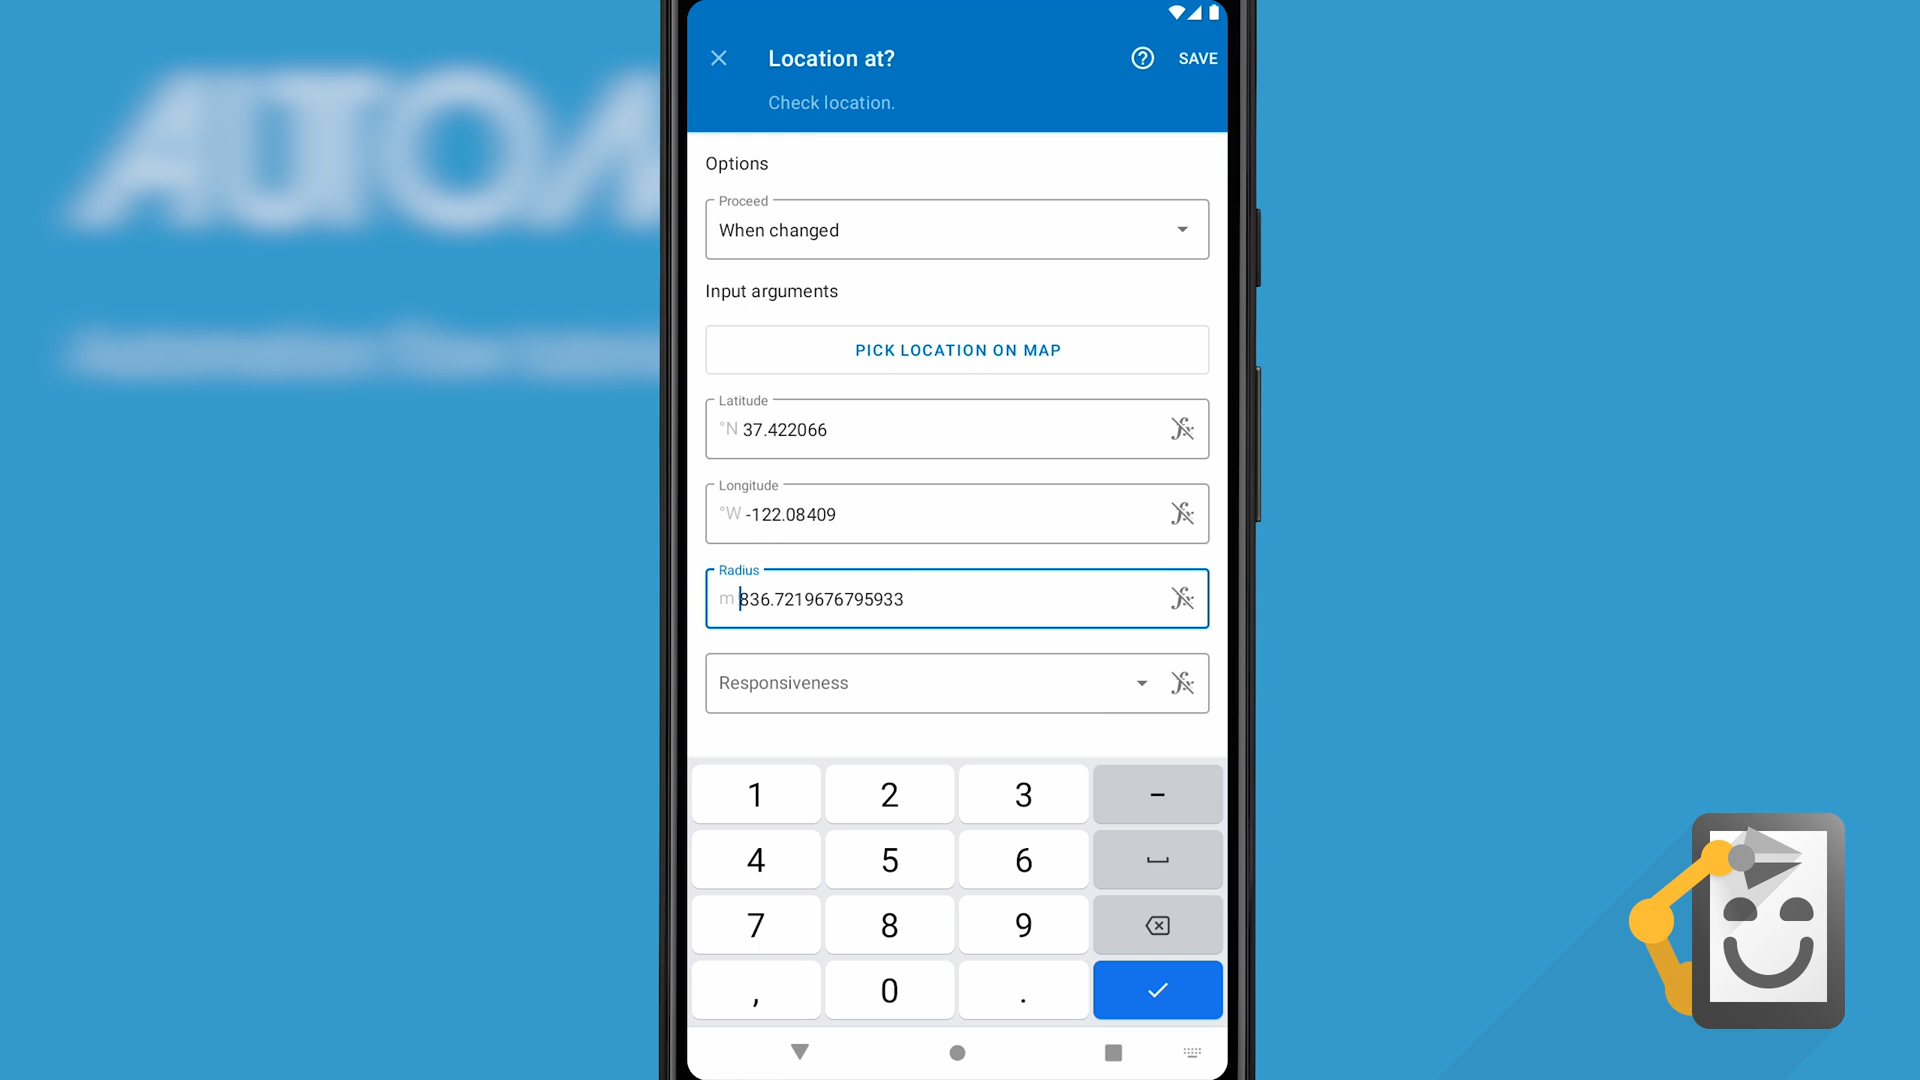 AUTOM
Location at?
SAVE
Check location.
Options
Proceed
When changed
Input arguments
PICK LOCATION ON MAP
Latitude
°N 37.422066
Longitude
°W -122.08409
Radius
m 836.7219676795933
Responsiveness
1 2 3 −
4 5 6
7 8 9
, 0 .